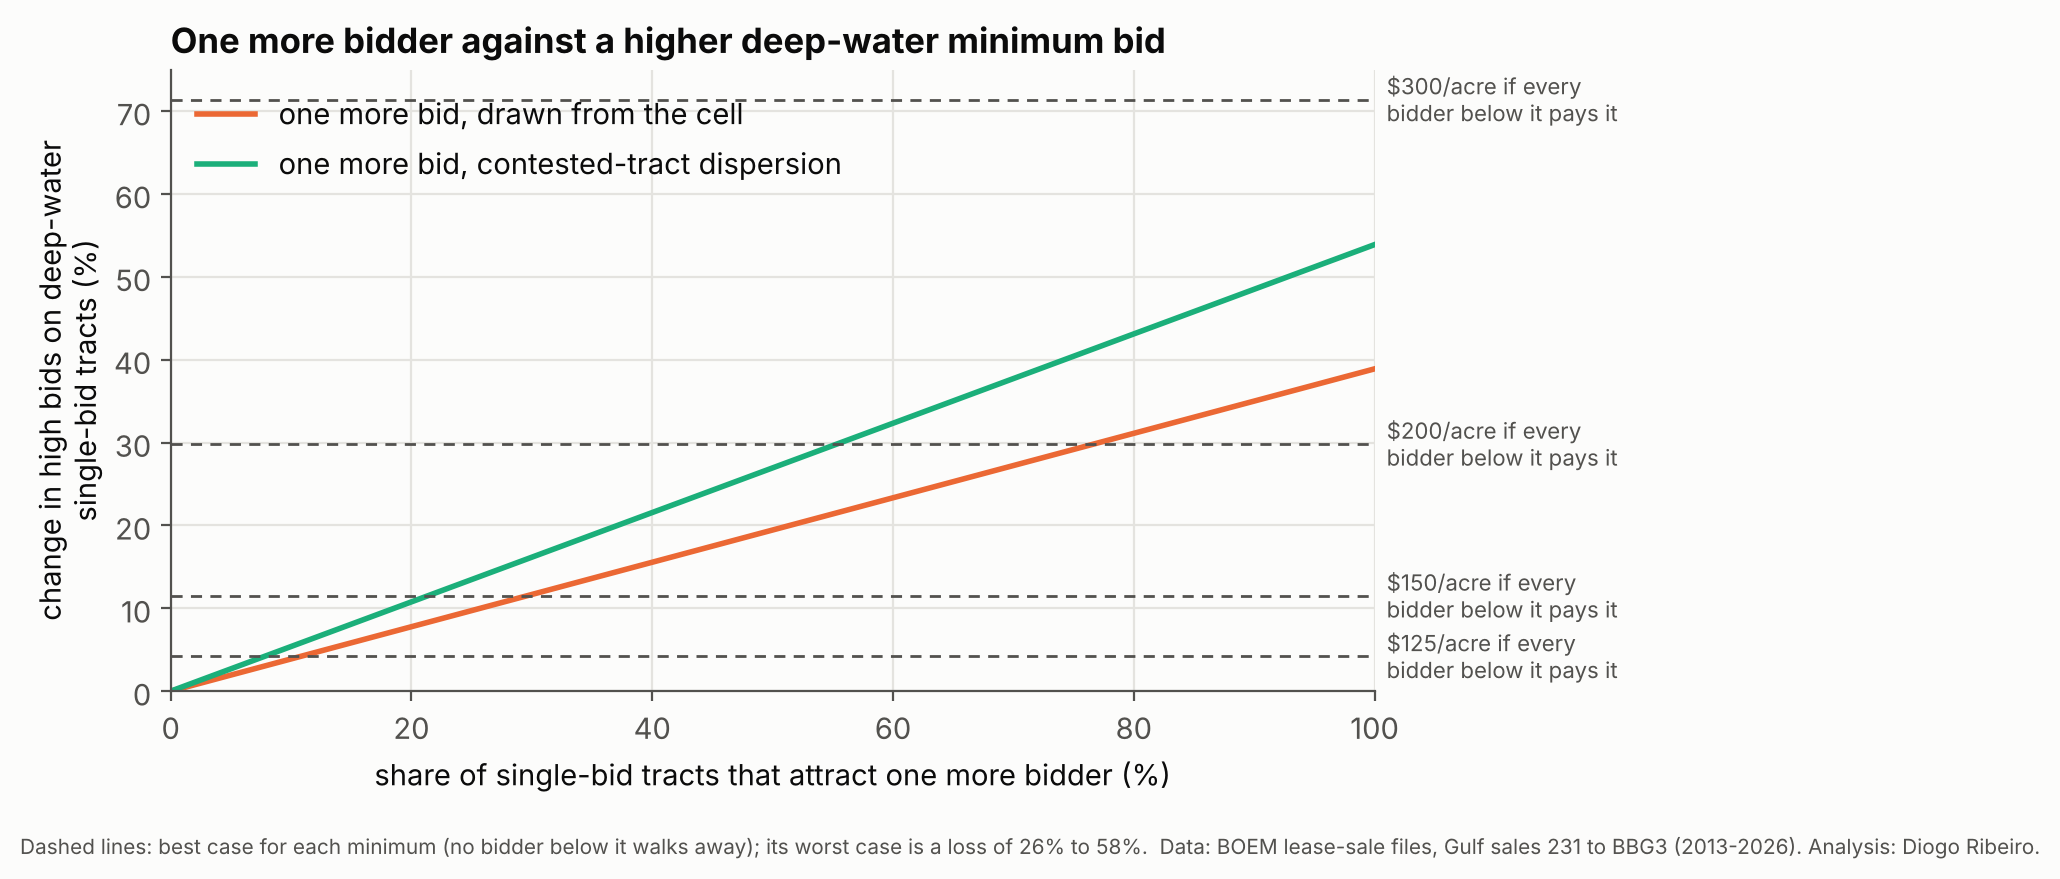 One more bidder against a higher deep-water minimum bid
one more bid, drawn from the cell
one more bid, contested-tract dispersion
change in high bids on deep-water
single-bid tracts (%)
70
60
50
40
30
20
10
0
0
20
40
60
80
100
share of single-bid tracts that attract one more bidder (%)
$300/acre if every
bidder below it pays it
$200/acre if every
bidder below it pays it
$150/acre if every
bidder below it pays it
$125/acre if every
bidder below it pays it
Dashed lines: best case for each minimum (no bidder below it walks away); its worst case is a loss of 26% to 58%. Data: BOEM lease-sale files, Gulf sales 231 to BBG3 (2013-2026). Analysis: Diogo Ribeiro.